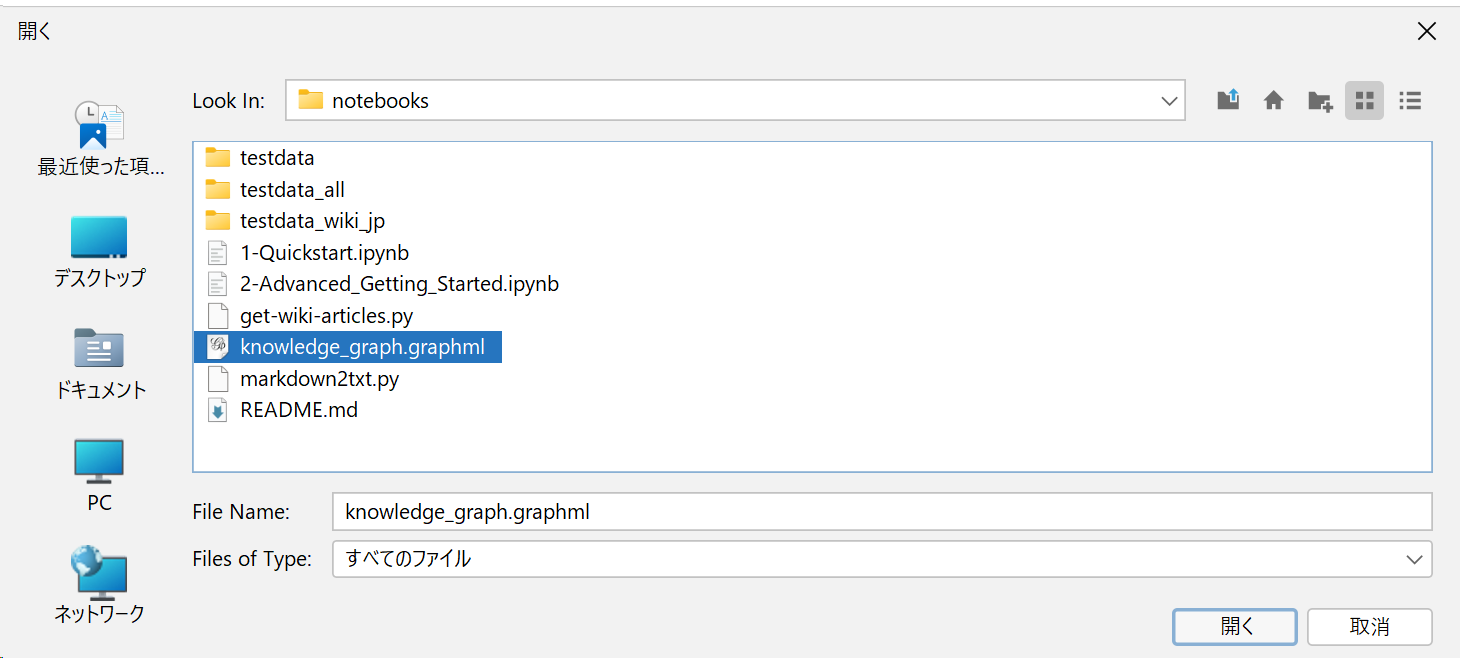 開く
Look In: notebooks
最近使った項...
デスクトップ
ドキュメント
PC
ネットワーク
testdata
testdata_all
testdata_wiki_jp
1-Quickstart.ipynb
2-Advanced_Getting_Started.ipynb
get-wiki-articles.py
knowledge_graph.graphml
markdown2txt.py
README.md
File Name: knowledge_graph.graphml
Files of Type: すべてのファイル
開く 取消